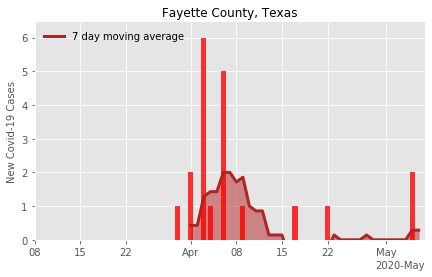 Fayette County, Texas
7 day moving average
New Covid-19 Cases
6
5
4
3
2
1
0
08 15 22 Apr 08 15 22 May
2020-May